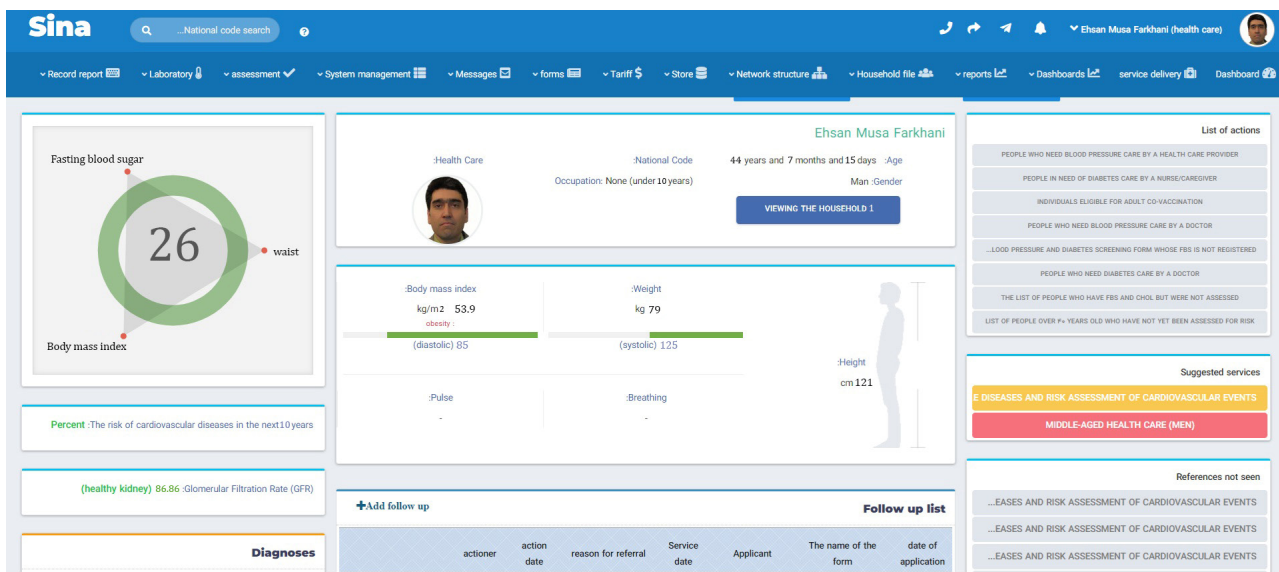 Sina
...National code search
Ehsan Musa Farkhani (health care)
Record report
Laboratory
assessment
System management
Messages
forms
Tariff
Store
Network structure
Household file
reports
Dashboards
service delivery
Dashboard
Fasting blood sugar
26
waist
Body mass index
Percent :The risk of cardiovascular diseases in the next10 years
(healthy kidney) 86.86 :Glomerular Filtration Rate (GFR)
Diagnoses
Ehsan Musa Farkhani
:Health Care
:National Code
44 years and 7 months and 15 days :Age
Occupation: None (under 10 years)
Man :Gender
VIEWING THE HOUSEHOLD 1
:Body mass index
:Weight
kg/m2 53.9
kg 79
obesity :
(diastolic) 85
(systolic) 125
:Height
cm 121
:Pulse
:Breathing
-
-
+Add follow up
Follow up list
actioner
action date
reason for referral
Service date
Applicant
The name of the form
date of application
List of actions
PEOPLE WHO NEED BLOOD PRESSURE CARE BY A HEALTH CARE PROVIDER
PEOPLE IN NEED OF DIABETES CARE BY A NURSE/CAREGIVER
INDIVIDUALS ELIGIBLE FOR ADULT CO-VACCINATION
PEOPLE WHO NEED BLOOD PRESSURE CARE BY A DOCTOR
...LOOD PRESSURE AND DIABETES SCREENING FORM WHOSE FBS IS NOT REGISTERED
PEOPLE WHO NEED DIABETES CARE BY A DOCTOR
THE LIST OF PEOPLE WHO HAVE FBS AND CHOL BUT WERE NOT ASSESSED
LIST OF PEOPLE OVER ۴۰ YEARS OLD WHO HAVE NOT YET BEEN ASSESSED FOR RISK
Suggested services
E DISEASES AND RISK ASSESSMENT OF CARDIOVASCULAR EVENTS
MIDDLE-AGED HEALTH CARE (MEN)
References not seen
...EASES AND RISK ASSESSMENT OF CARDIOVASCULAR EVENTS
...EASES AND RISK ASSESSMENT OF CARDIOVASCULAR EVENTS
...EASES AND RISK ASSESSMENT OF CARDIOVASCULAR EVENTS